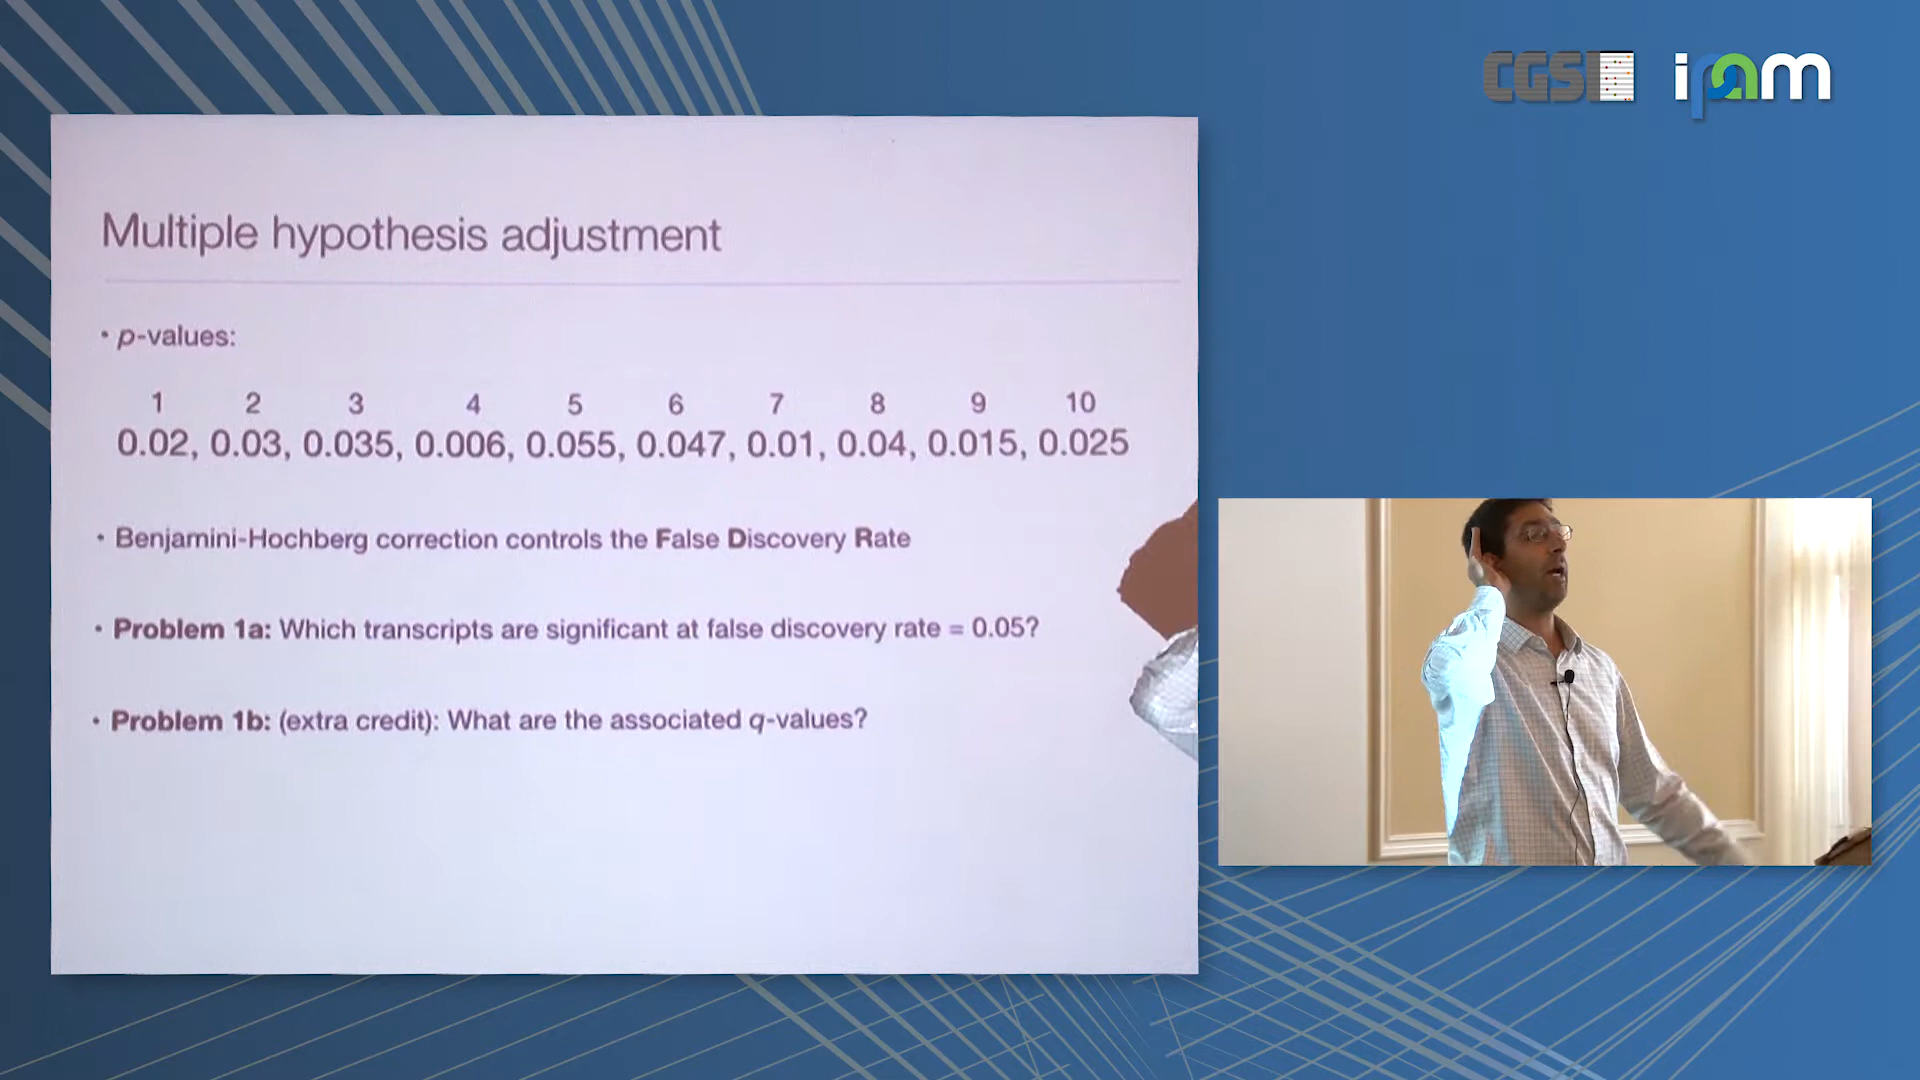 CGSI
ipam
Multiple hypothesis adjustment
• p-values:
1 2 3 4 5 6 7 8 9 10
0.02, 0.03, 0.035, 0.006, 0.055, 0.047, 0.01, 0.04, 0.015, 0.025
• Benjamini-Hochberg correction controls the False Discovery Rate
• Problem 1a: Which transcripts are significant at false discovery rate = 0.05?
• Problem 1b: (extra credit): What are the associated q-values?